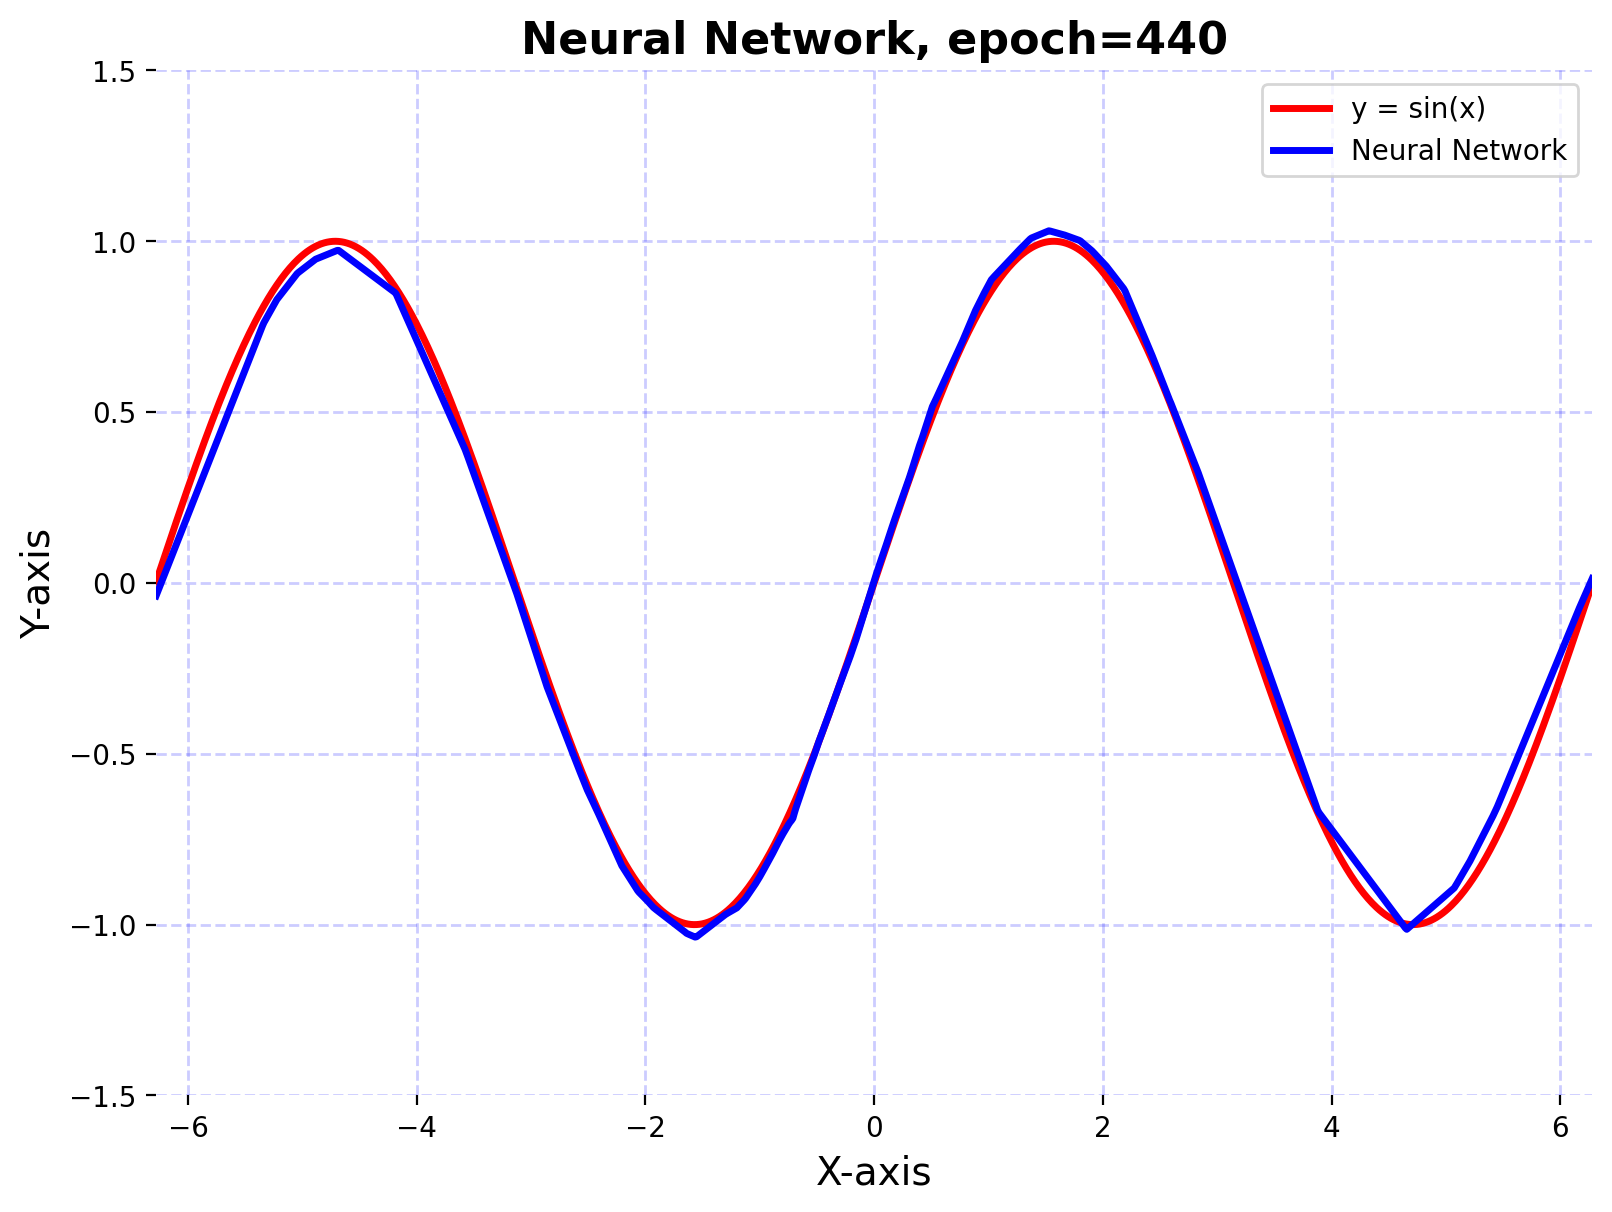 Neural Network, epoch=440
y = sin(x)
Neural Network
Y-axis
1.5
1.0
0.5
0.0
−0.5
−1.0
−1.5
−6 −4 −2 0 2 4 6
X-axis